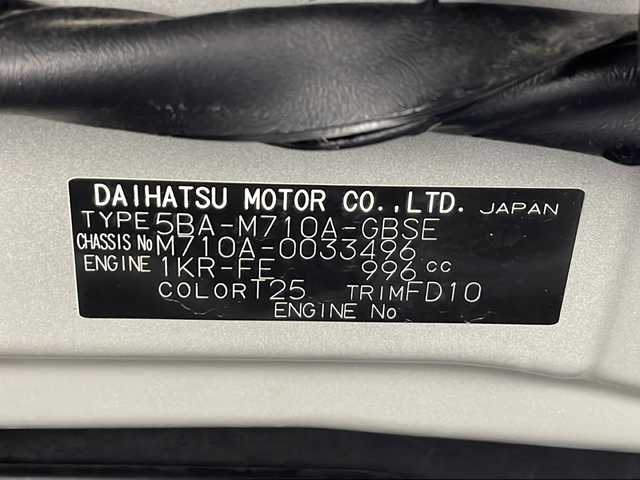 DAIHATSU MOTOR CO.,LTD. JAPAN
TYPE 5BA-M710A-GBSE
CHASSIS No M710A-0033496
ENGINE 1KR-FE 996 cc
COLOR T25 TRIM FD10
ENGINE No